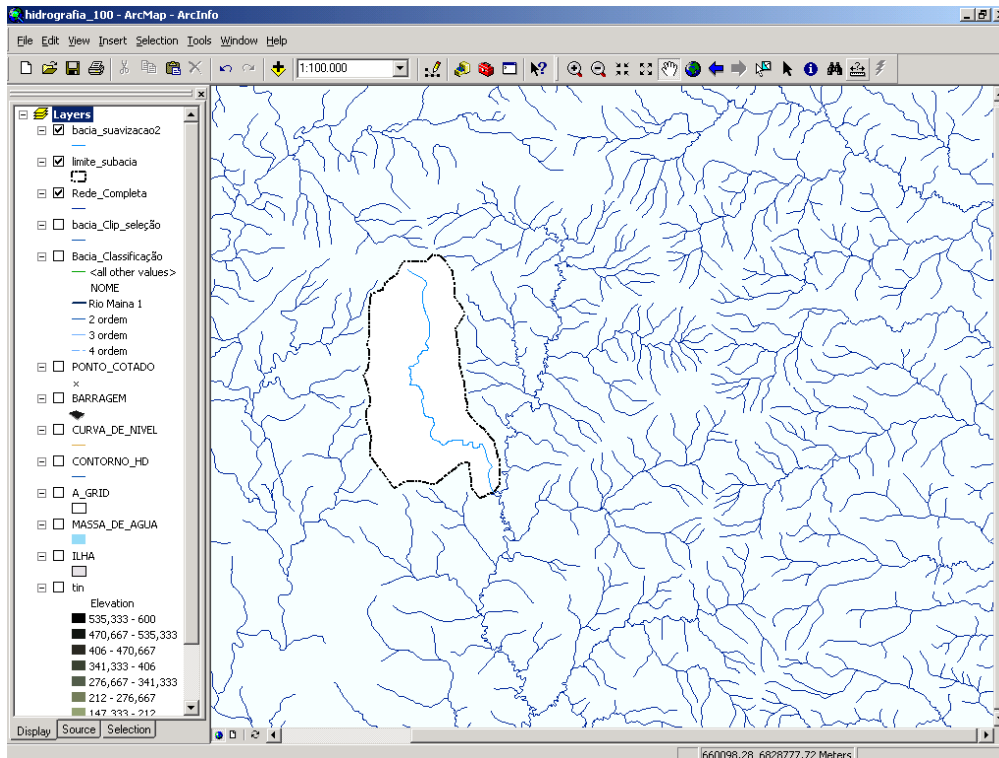 hidrografia_100 - ArcMap - ArcInfo
File Edit View Insert Selection Tools Window Help
1:100.000
Layers
bacia_suavizacao2
limite_subacia
Rede_Completa
bacia_Clip_seleção
Bacia_Classificação
<all other values>
NOME
Rio Maina 1
2 ordem
3 ordem
4 ordem
PONTO_COTADO
BARRAGEM
CURVA_DE_NIVEL
CONTORNO_HD
A_GRID
MASSA_DE_AGUA
ILHA
tin
Elevation
535,333 - 600
470,667 - 535,333
406 - 470,667
341,333 - 406
276,667 - 341,333
212 - 276,667
147,333 - 212
Display Source Selection
660098,28 6828777,72 Meters